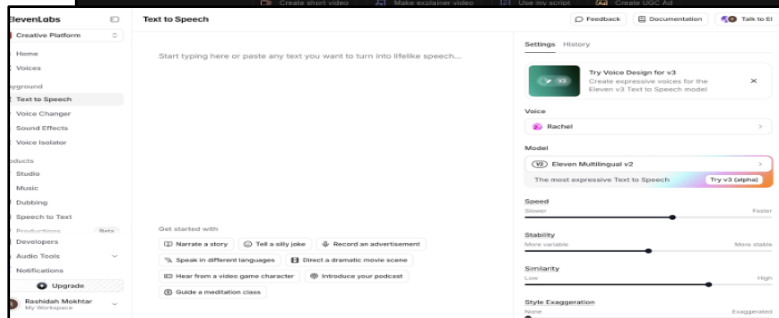 Create short video Make explainer video Use my script Create UGC Ad
ElevenLabs
Creative Platform
Home
Voices
Text to Speech
Voice Changer
Sound Effects
Voice Isolator
Studio
Music
Dubbing
Speech to Text
Productions Beta
Developers
Audio Tools
Notifications
Upgrade
Rashidah Mokhtar
My Workspace
Text to Speech
Feedback
Documentation
Talk to El
Start typing here or paste any text you want to turn into lifelike speech...
Get started with
Narrate a story
Tell a silly joke
Record an advertisement
Speak in different languages
Direct a dramatic movie scene
Hear from a video game character
Introduce your podcast
Guide a meditation class
Settings History
V3
Try Voice Design for v3
Create expressive voices for the
Eleven v3 Text to Speech model
Voice
Rachel
Model
V2 Eleven Multilingual v2
The most expressive Text to Speech
Try v3 (alpha)
Speed
Slower Faster
Stability
More variable More stable
Similarity
Low High
Style Exaggeration
None Exaggerated